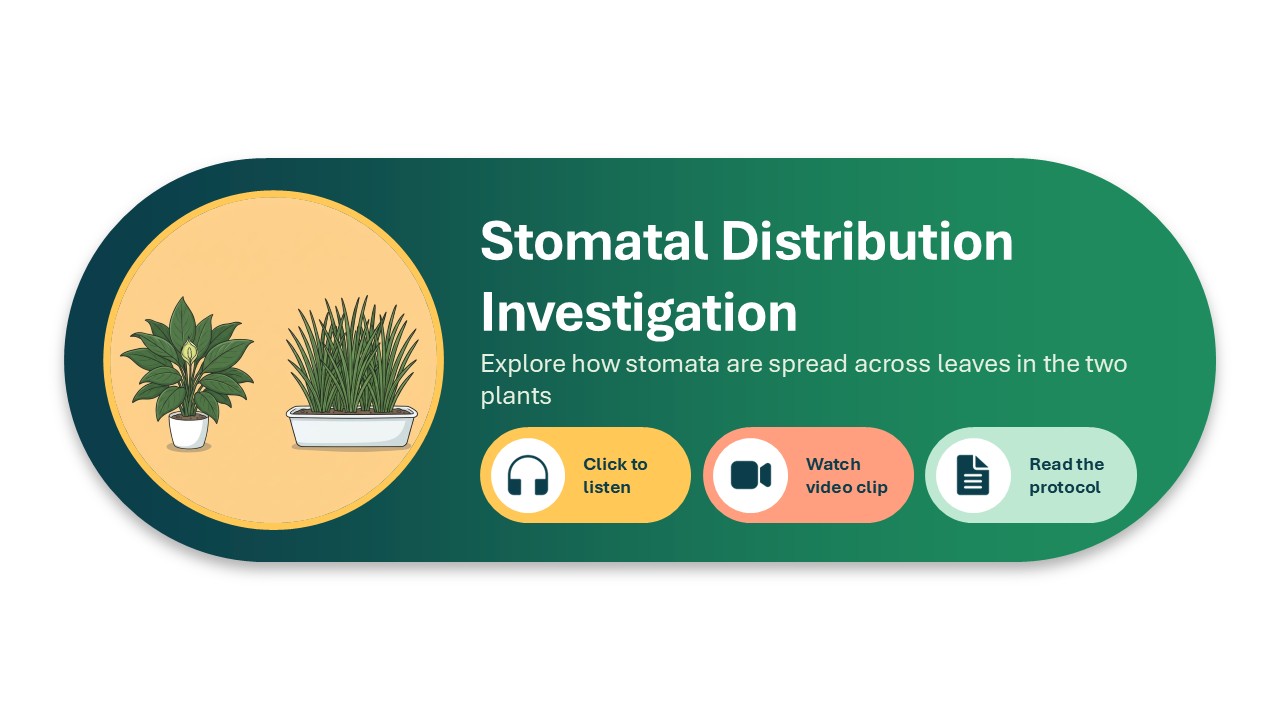 Stomatal Distribution
Investigation
Explore how stomata are spread across leaves in the two
plants
Click to
listen
Watch
video clip
Read the
protocol